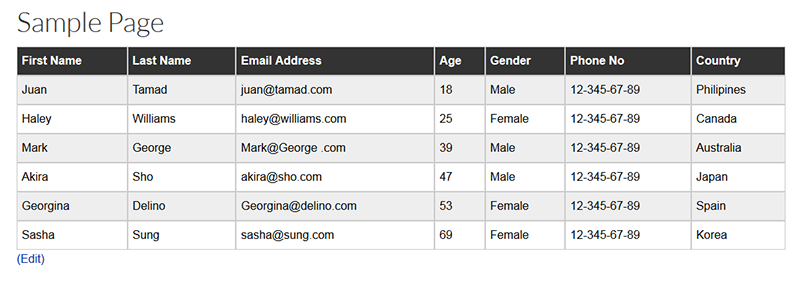 Sample Page
First Name Last Name Email Address Age Gender Phone No Country
Juan Tamad juan@tamad.com 18 Male 12-345-67-89 Philipines
Haley Williams haley@williams.com 25 Female 12-345-67-89 Canada
Mark George Mark@George .com 39 Male 12-345-67-89 Australia
Akira Sho akira@sho.com 47 Male 12-345-67-89 Japan
Georgina Delino Georgina@delino.com 53 Female 12-345-67-89 Spain
Sasha Sung sasha@sung.com 69 Female 12-345-67-89 Korea
(Edit)